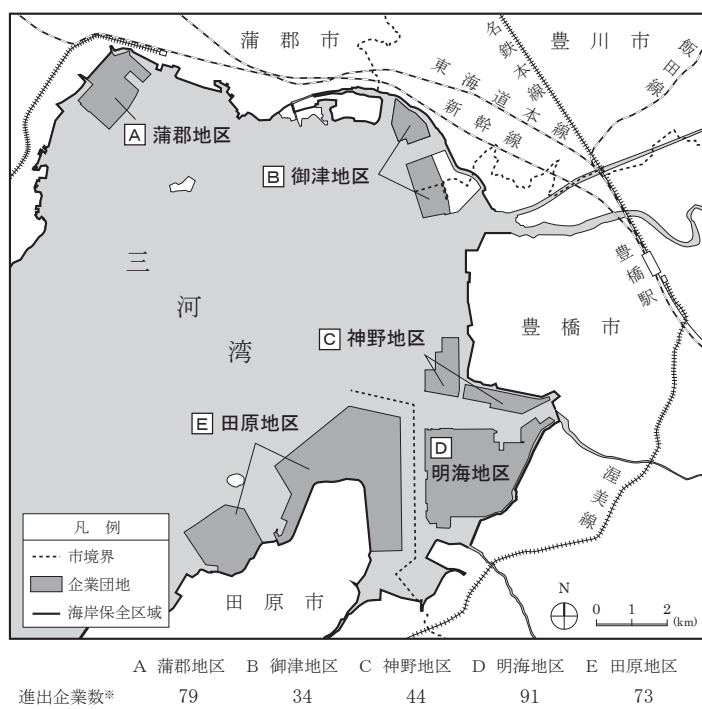 蒲郡市
豊川市
名鉄本線
飯田線
東海道本線
新幹線
A 蒲郡地区
B 御津地区
三河湾
豊橋駅
豊橋市
C 神野地区
E 田原地区
D
明海地区
渥美線
凡 例
市境界
企業団地
海岸保全区域
田原市
N
0 1 2
(km)
A 蒲郡地区 B 御津地区 C 神野地区 D 明海地区 E 田原地区
進出企業数※ 79 34 44 91 73